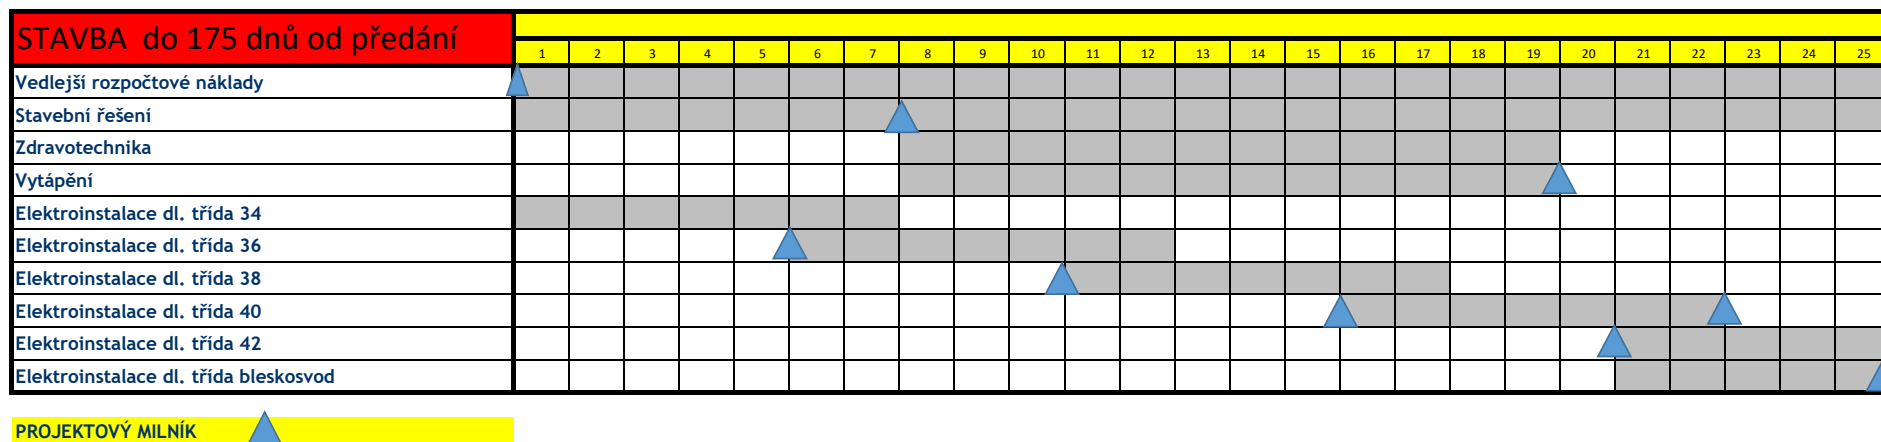 STAVBA do 175 dnů od předání
1 2 3 4 5 6 7 8 9 10 11 12 13 14 15 16 17 18 19 20 21 22 23 24 25
Vedlejší rozpočtové náklady
Stavební řešení
Zdravotechnika
Vytápění
Elektroinstalace dl. třída 34
Elektroinstalace dl. třída 36
Elektroinstalace dl. třída 38
Elektroinstalace dl. třída 40
Elektroinstalace dl. třída 42
Elektroinstalace dl. třída bleskosvod
PROJEKTOVÝ MILNÍK